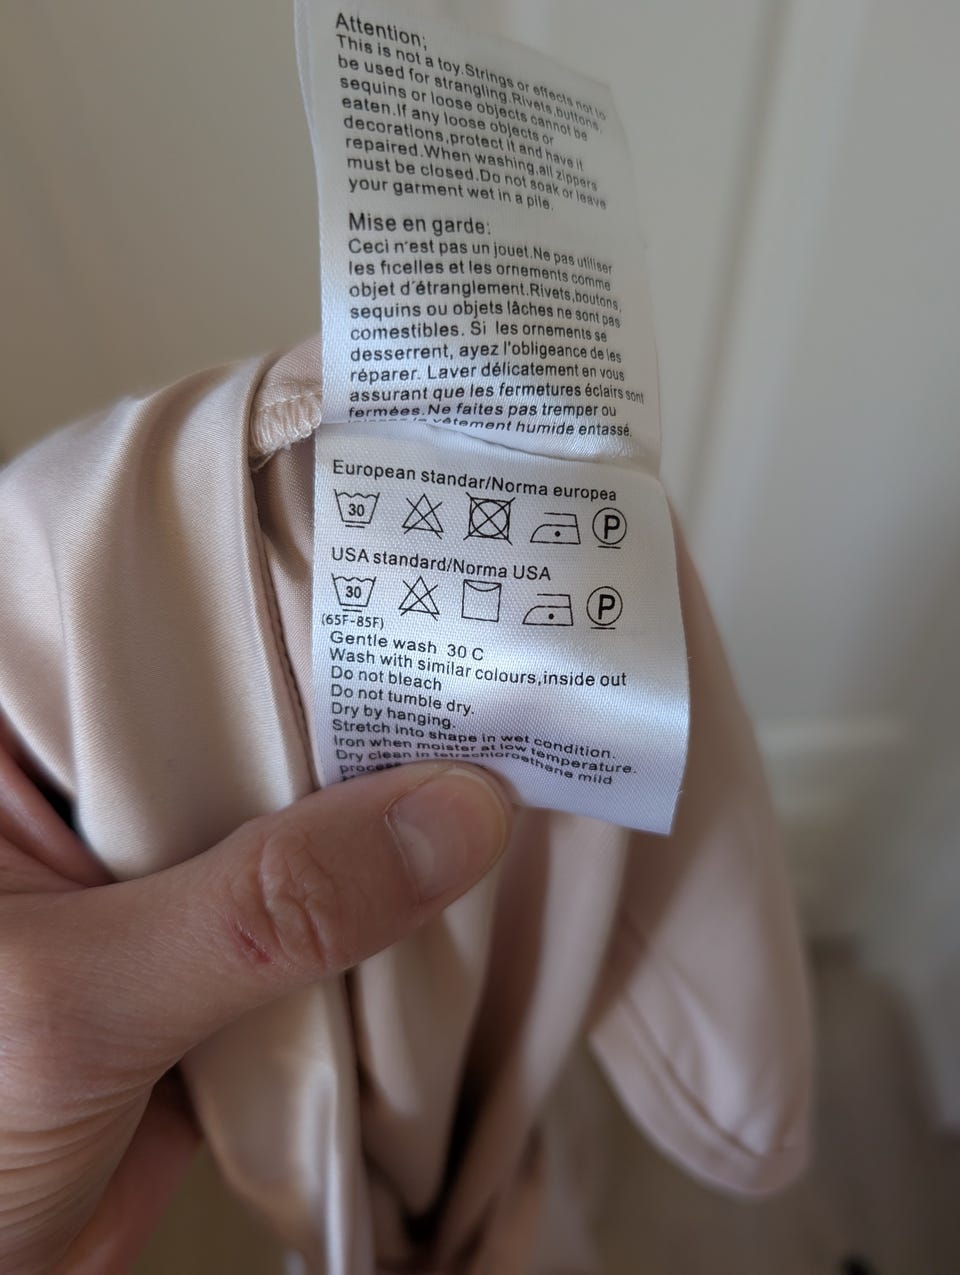 Attention;
This is not a toy.Strings or effects not to
be used for strangling.Rivets,buttons,
sequins or loose objects cannot be
eaten.If any loose objects or
decorations,protect it and have it
repaired.When washing,all zippers
must be closed.Do not soak or leave
your garment wet in a pile.
Mise en garde:
Ceci n'est pas un jouet.Ne pas utiliser
les ficelles et les ornements comme
objet d'étranglement.Rivets,boutons,
sequins ou objets lâches ne sont pas
comestibles. Si les ornements se
desserrent, ayez l'obligeance de les
réparer. Laver délicatement en vous
assurant que les fermetures éclairs sont
fermées.Ne faites pas tremper ou
vêtement humide entassé.
European standar/Norma europea
30 P
USA standard/Norma USA
30 P
(65F-85F)
Gentle wash 30 C
Wash with similar colours,inside out
Do not bleach
Do not tumble dry.
Dry by hanging.
Stretch into shape in wet condition.
Iron when moister at low temperature.
Dry clean in tetrachloroethene mild